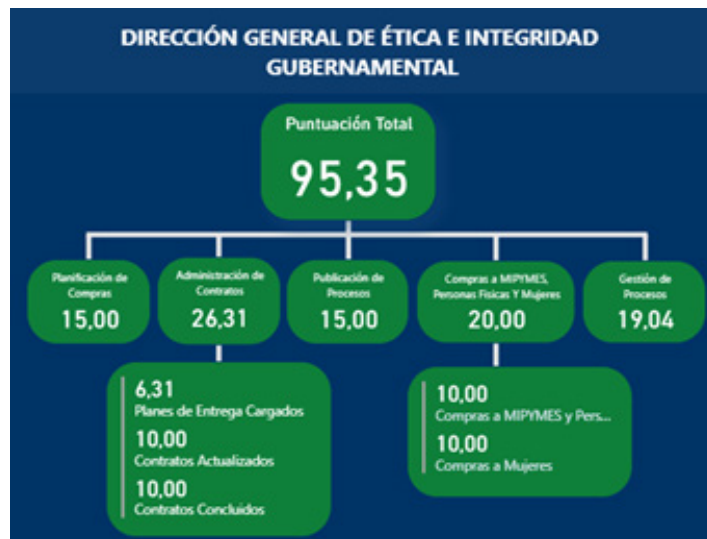 DIRECCIÓN GENERAL DE ÉTICA E INTEGRIDAD
GUBERNAMENTAL
Puntuación Total
95,35
Planificación de
Compras
15,00
Administración de
Contratos
26,31
Publicación de
Procesos
15,00
Compras a MIPYMES,
Personas Fisicas Y Mujeres
20,00
Gestión de
Procesos
19,04
6,31
Planes de Entrega Cargados
10,00
Contratos Actualizados
10,00
Contratos Concluidos
10,00
Compras a MIPYMES y Pers...
10,00
Compras a Mujeres